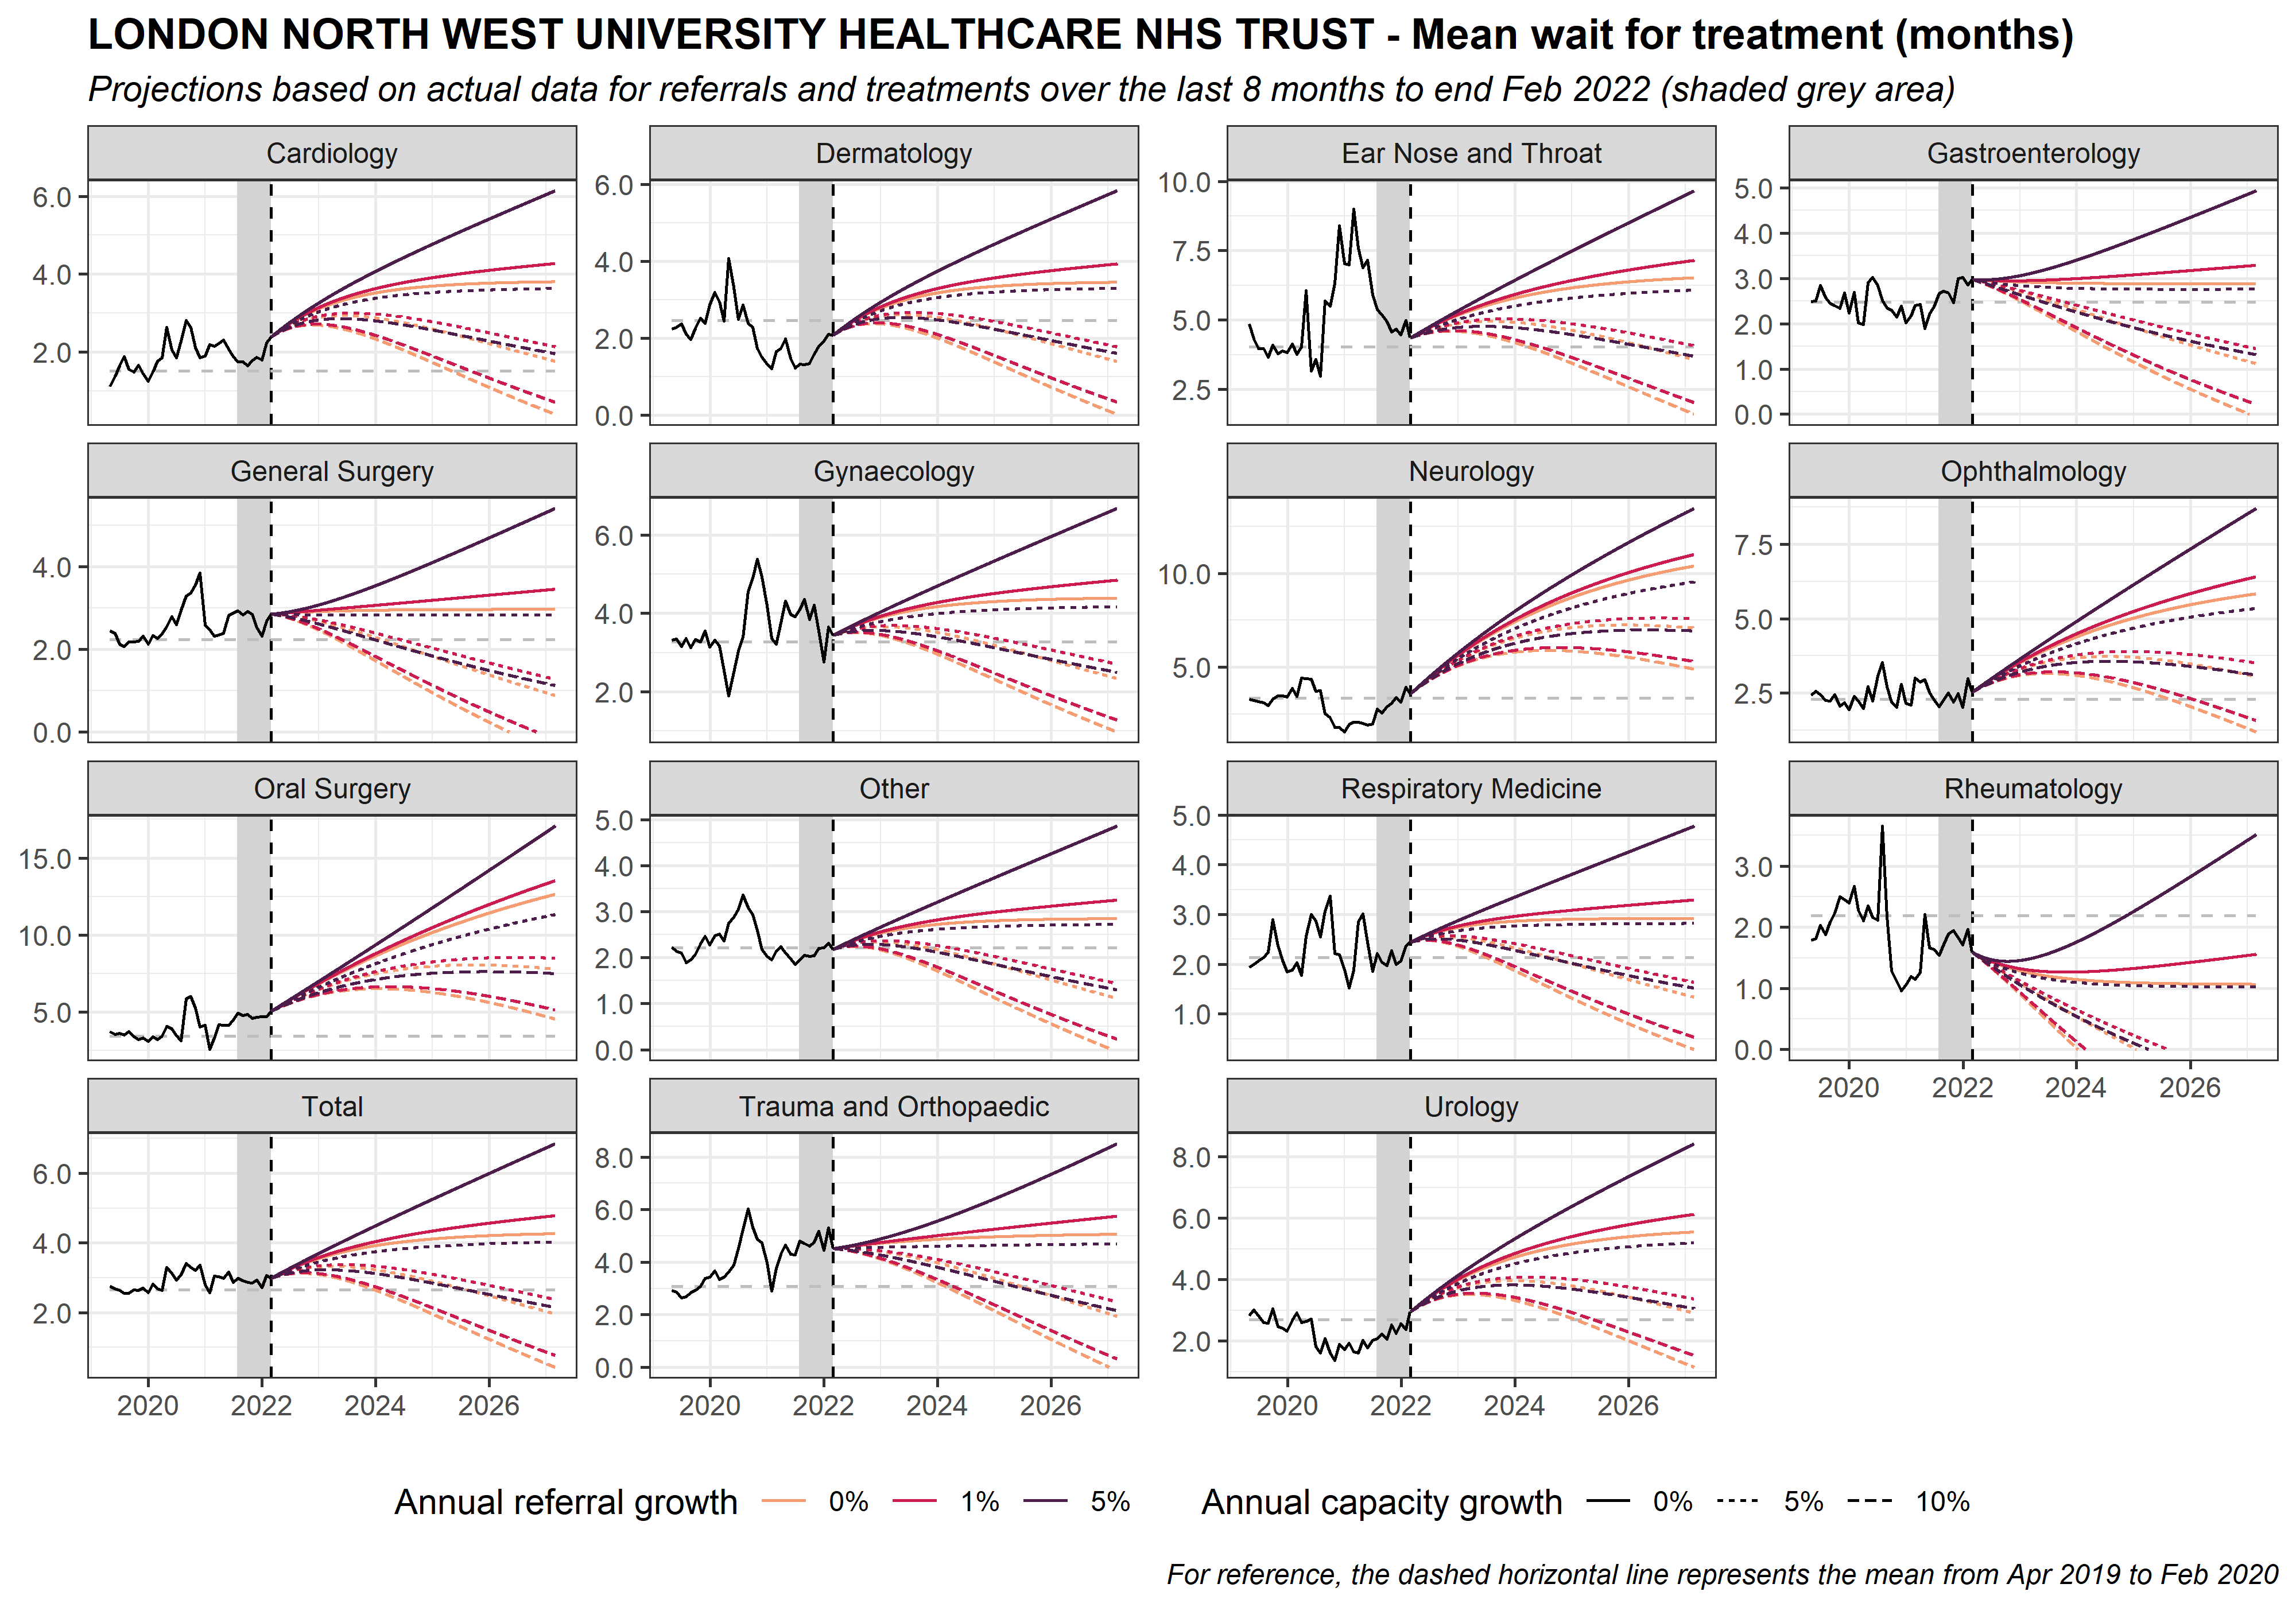 LONDON NORTH WEST UNIVERSITY HEALTHCARE NHS TRUST - Mean wait for treatment (months)
Projections based on actual data for referrals and treatments over the last 8 months to end Feb 2022 (shaded grey area)
Cardiology
6.0
4.0
2.0
Dermatology
6.0
4.0
2.0
0.0
Ear Nose and Throat
10.0
7.5
5.0
2.5
Gastroenterology
5.0
4.0
3.0
2.0
1.0
0.0
General Surgery
4.0
2.0
0.0
Gynaecology
6.0
4.0
2.0
Neurology
10.0
5.0
Ophthalmology
7.5
5.0
2.5
Oral Surgery
15.0
10.0
5.0
Other
5.0
4.0
3.0
2.0
1.0
0.0
Respiratory Medicine
5.0
4.0
3.0
2.0
1.0
Rheumatology
3.0
2.0
1.0
0.0
2020 2022 2024 2026
Total
6.0
4.0
2.0
2020 2022 2024 2026
Trauma and Orthopaedic
8.0
6.0
4.0
2.0
0.0
2020 2022 2024 2026
Urology
8.0
6.0
4.0
2.0
2020 2022 2024 2026
Annual referral growth 0% 1% 5%
Annual capacity growth 0% 5% 10%
For reference, the dashed horizontal line represents the mean from Apr 2019 to Feb 2020